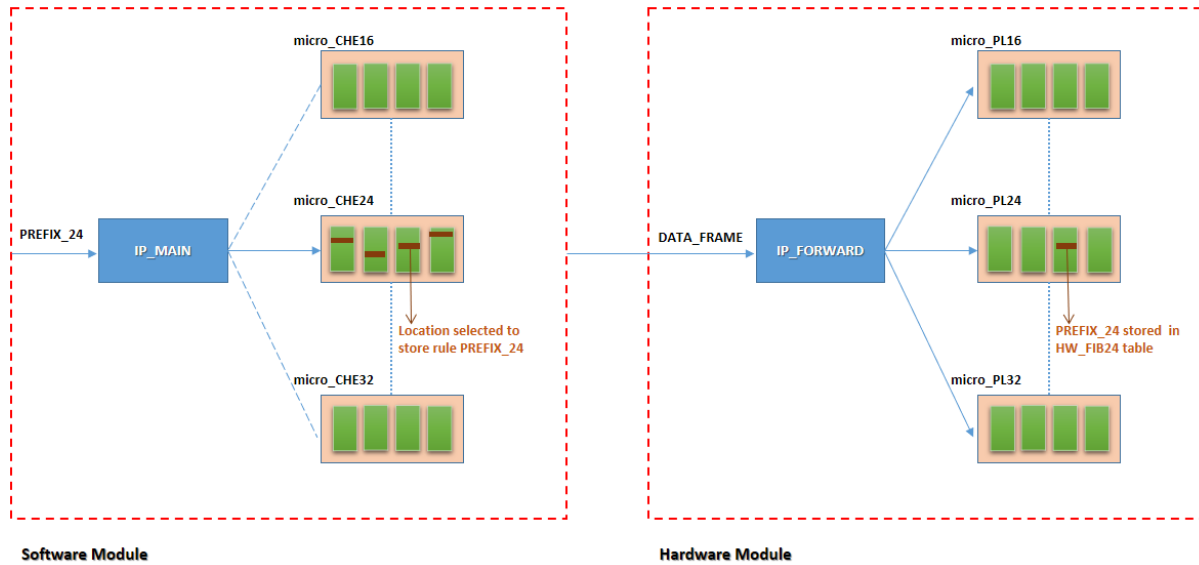 micro_CHE16
micro_PL16
micro_CHE24
micro_PL24
PREFIX_24
IP_MAIN
DATA_FRAME
IP_FORWARD
Location selected to
store rule PREFIX_24
PREFIX_24 stored in
HW_FIB24 table
micro_CHE32
micro_PL32
Software Module
Hardware Module